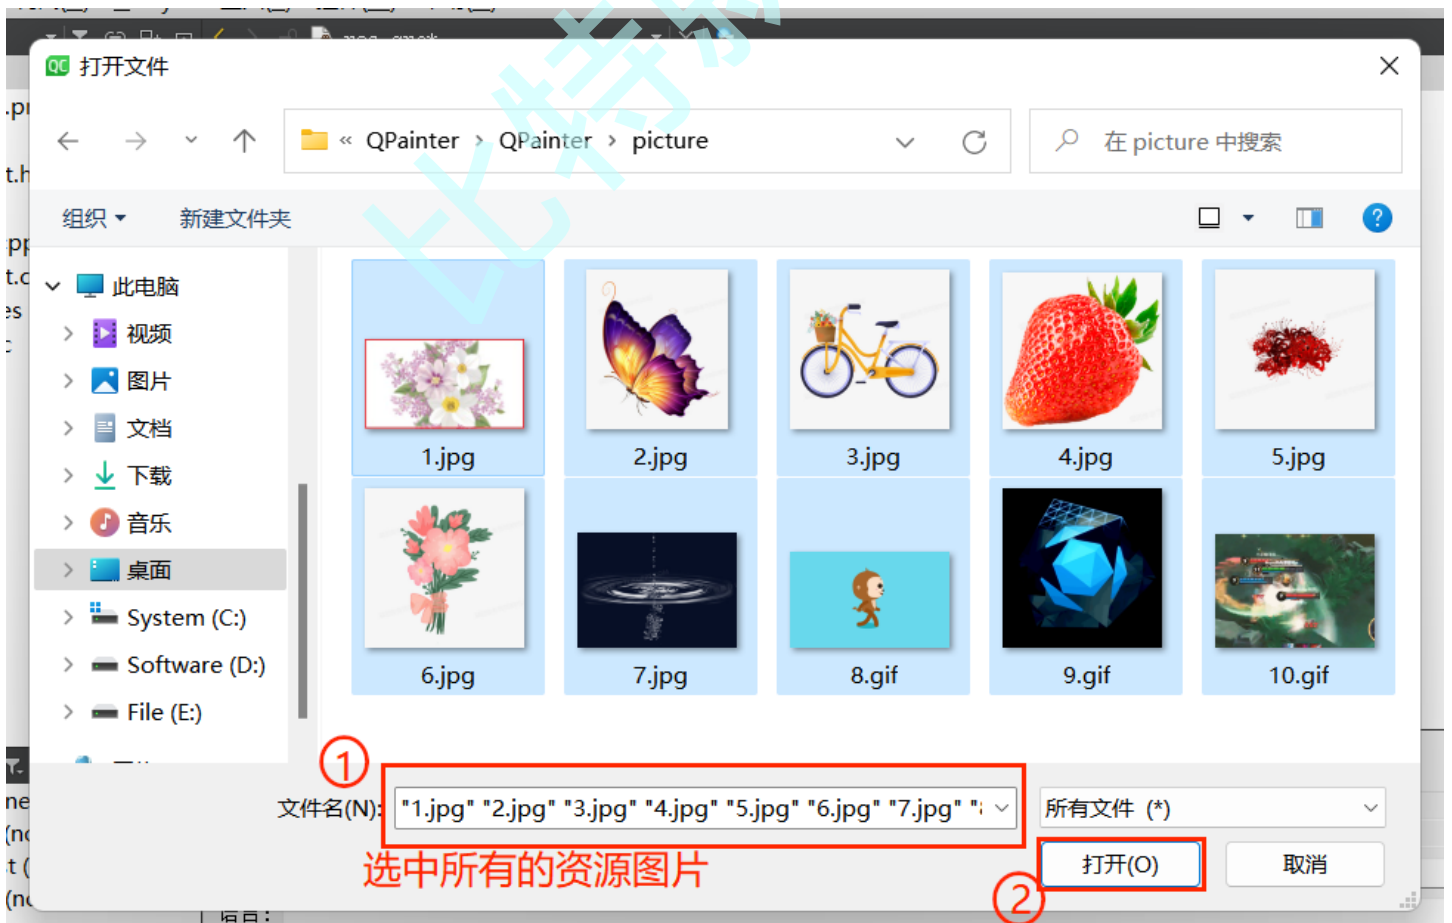 QC 打开文件
« QPainter › QPainter › picture
在 picture 中搜索
组织
新建文件夹
?
此电脑
视频
图片
文档
下载
音乐
桌面
System (C:)
Software (D:)
File (E:)
1.jpg
2.jpg
3.jpg
4.jpg
5.jpg
6.jpg
7.jpg
8.gif
9.gif
10.gif
①
文件名(N):
"1.jpg" "2.jpg" "3.jpg" "4.jpg" "5.jpg" "6.jpg" "7.jpg"
所有文件 (*)
选中所有的资源图片
打开(O)
取消
②
比特